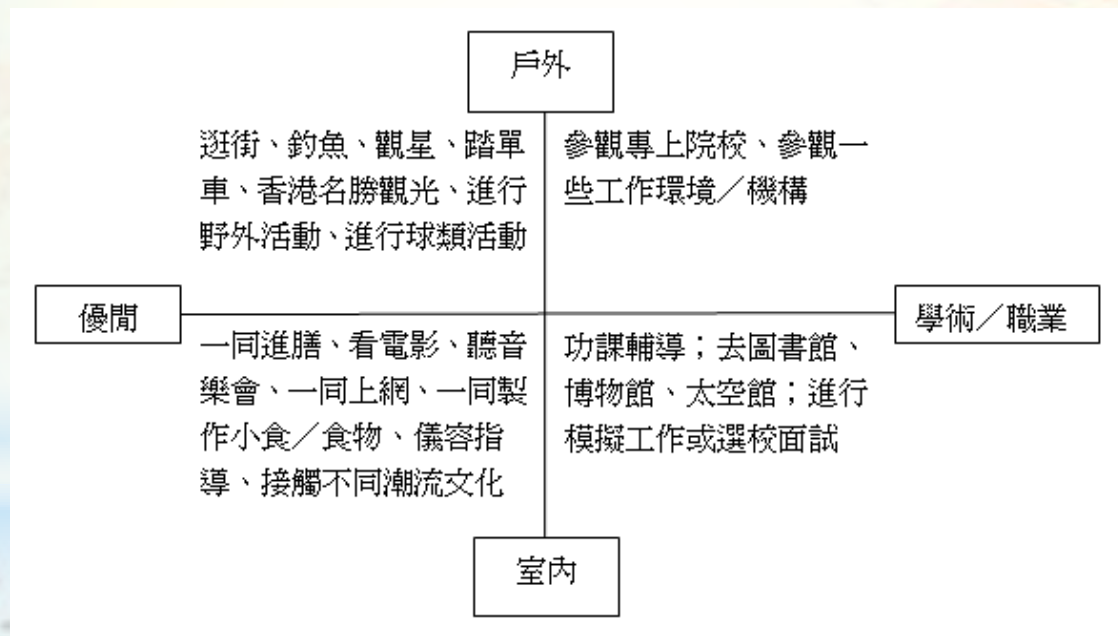 戶外
逛街、釣魚、觀星、踏單
車、香港名勝觀光、進行
野外活動、進行球類活動
參觀專上院校、參觀一
些工作環境／機構
優閒
學術／職業
一同進膳、看電影、聽音
樂會、一同上網、一同製
作小食／食物、儀容指
導、接觸不同潮流文化
功課輔導；去圖書館、
博物館、太空館；進行
模擬工作或選校面試
室內